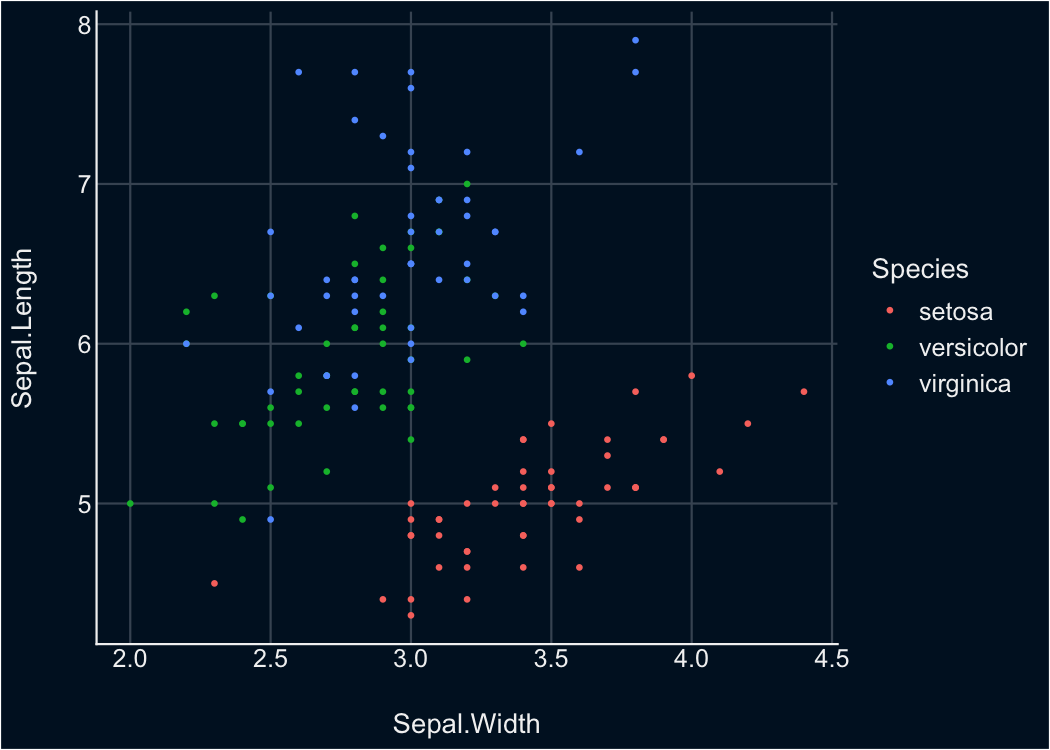 8
7
6
5
Sepal.Length
2.0 2.5 3.0 3.5 4.0 4.5
Sepal.Width
Species
setosa
versicolor
virginica